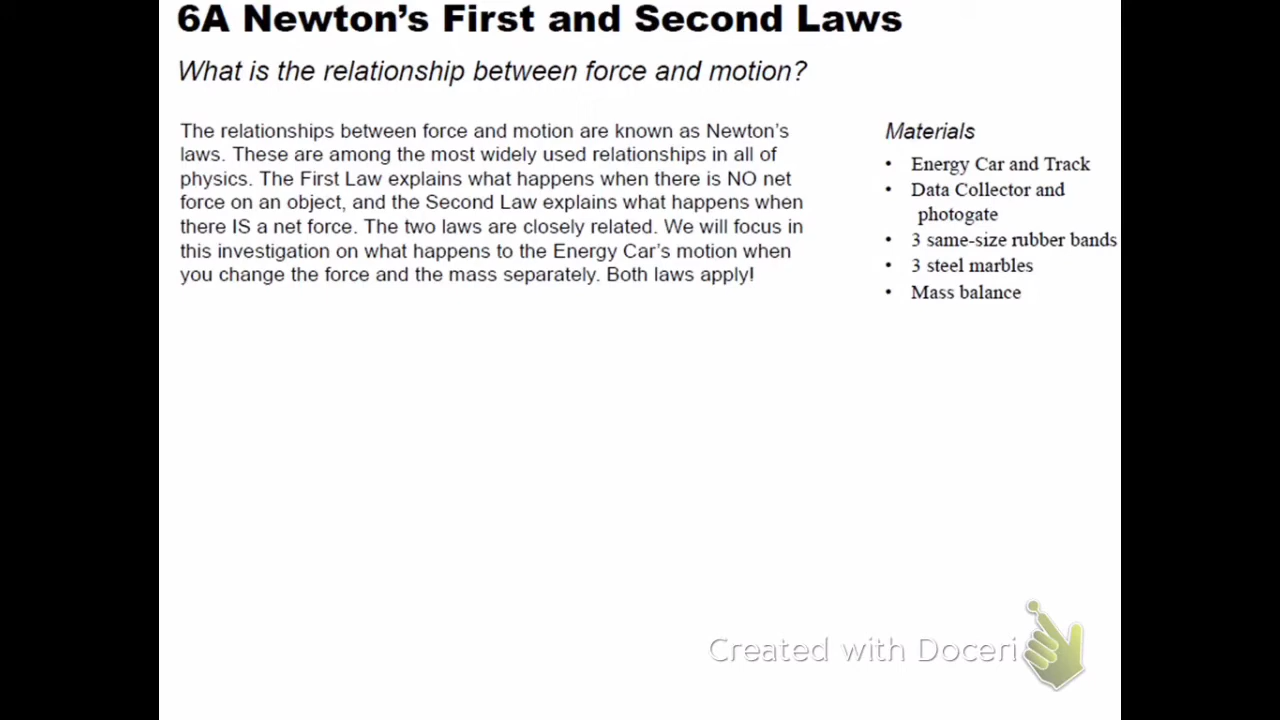 6A Newton's First and Second Laws
What is the relationship between force and motion?
The relationships between force and motion are known as Newton's
laws. These are among the most widely used relationships in all of
physics. The First Law explains what happens when there is NO net
force on an object, and the Second Law explains what happens when
there IS a net force. The two laws are closely related. We will focus in
this investigation on what happens to the Energy Car's motion when
you change the force and the mass separately. Both laws apply!
Materials
• Energy Car and Track
• Data Collector and
photogate
• 3 same-size rubber bands
• 3 steel marbles
• Mass balance
Created with Doceri